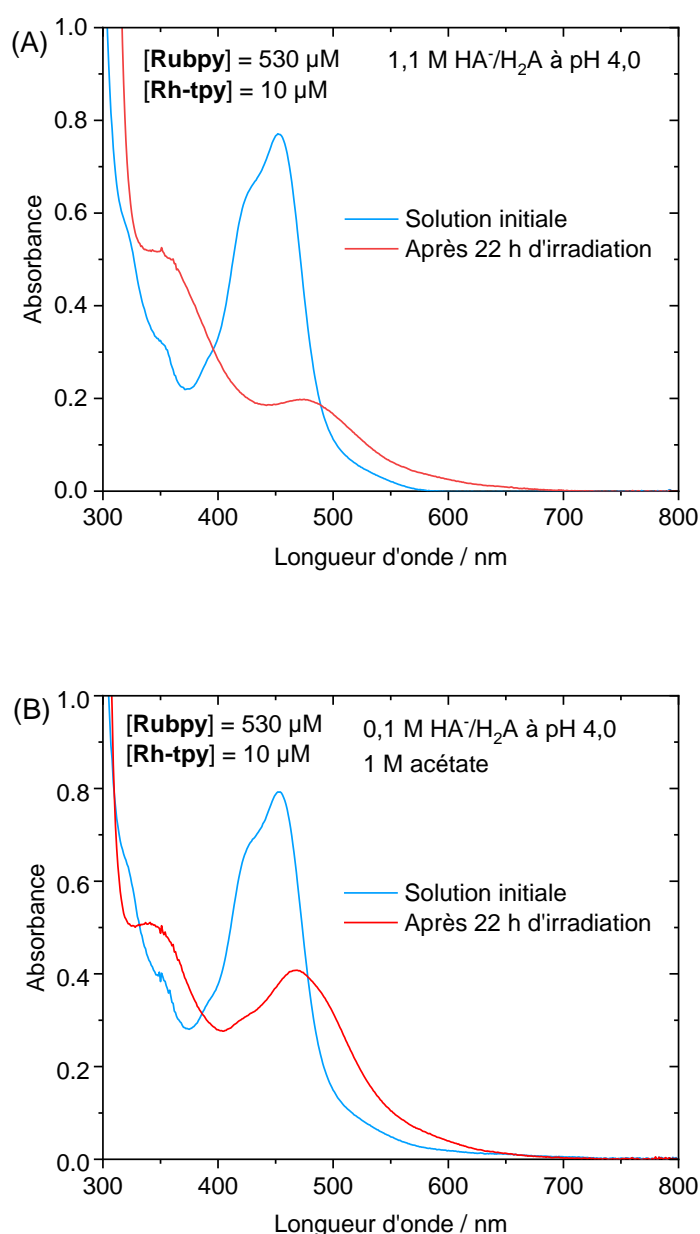 (A)
[Rubpy] = 530 µM
1,1 M HA⁻/H₂A à pH 4,0
[Rh-tpy] = 10 µM
Solution initiale
Après 22 h d'irradiation
Absorbance
0.8
0.6
0.4
0.2
0.0
300 400 500 600 700 800
Longueur d'onde / nm
(B)
1.0
[Rubpy] = 530 µM
0,1 M HA⁻/H₂A à pH 4,0
[Rh-tpy] = 10 µM
1 M acétate
Solution initiale
Après 22 h d'irradiation
Absorbance
0.8
0.6
0.4
0.2
0.0
300 400 500 600 700 800
Longueur d'onde / nm